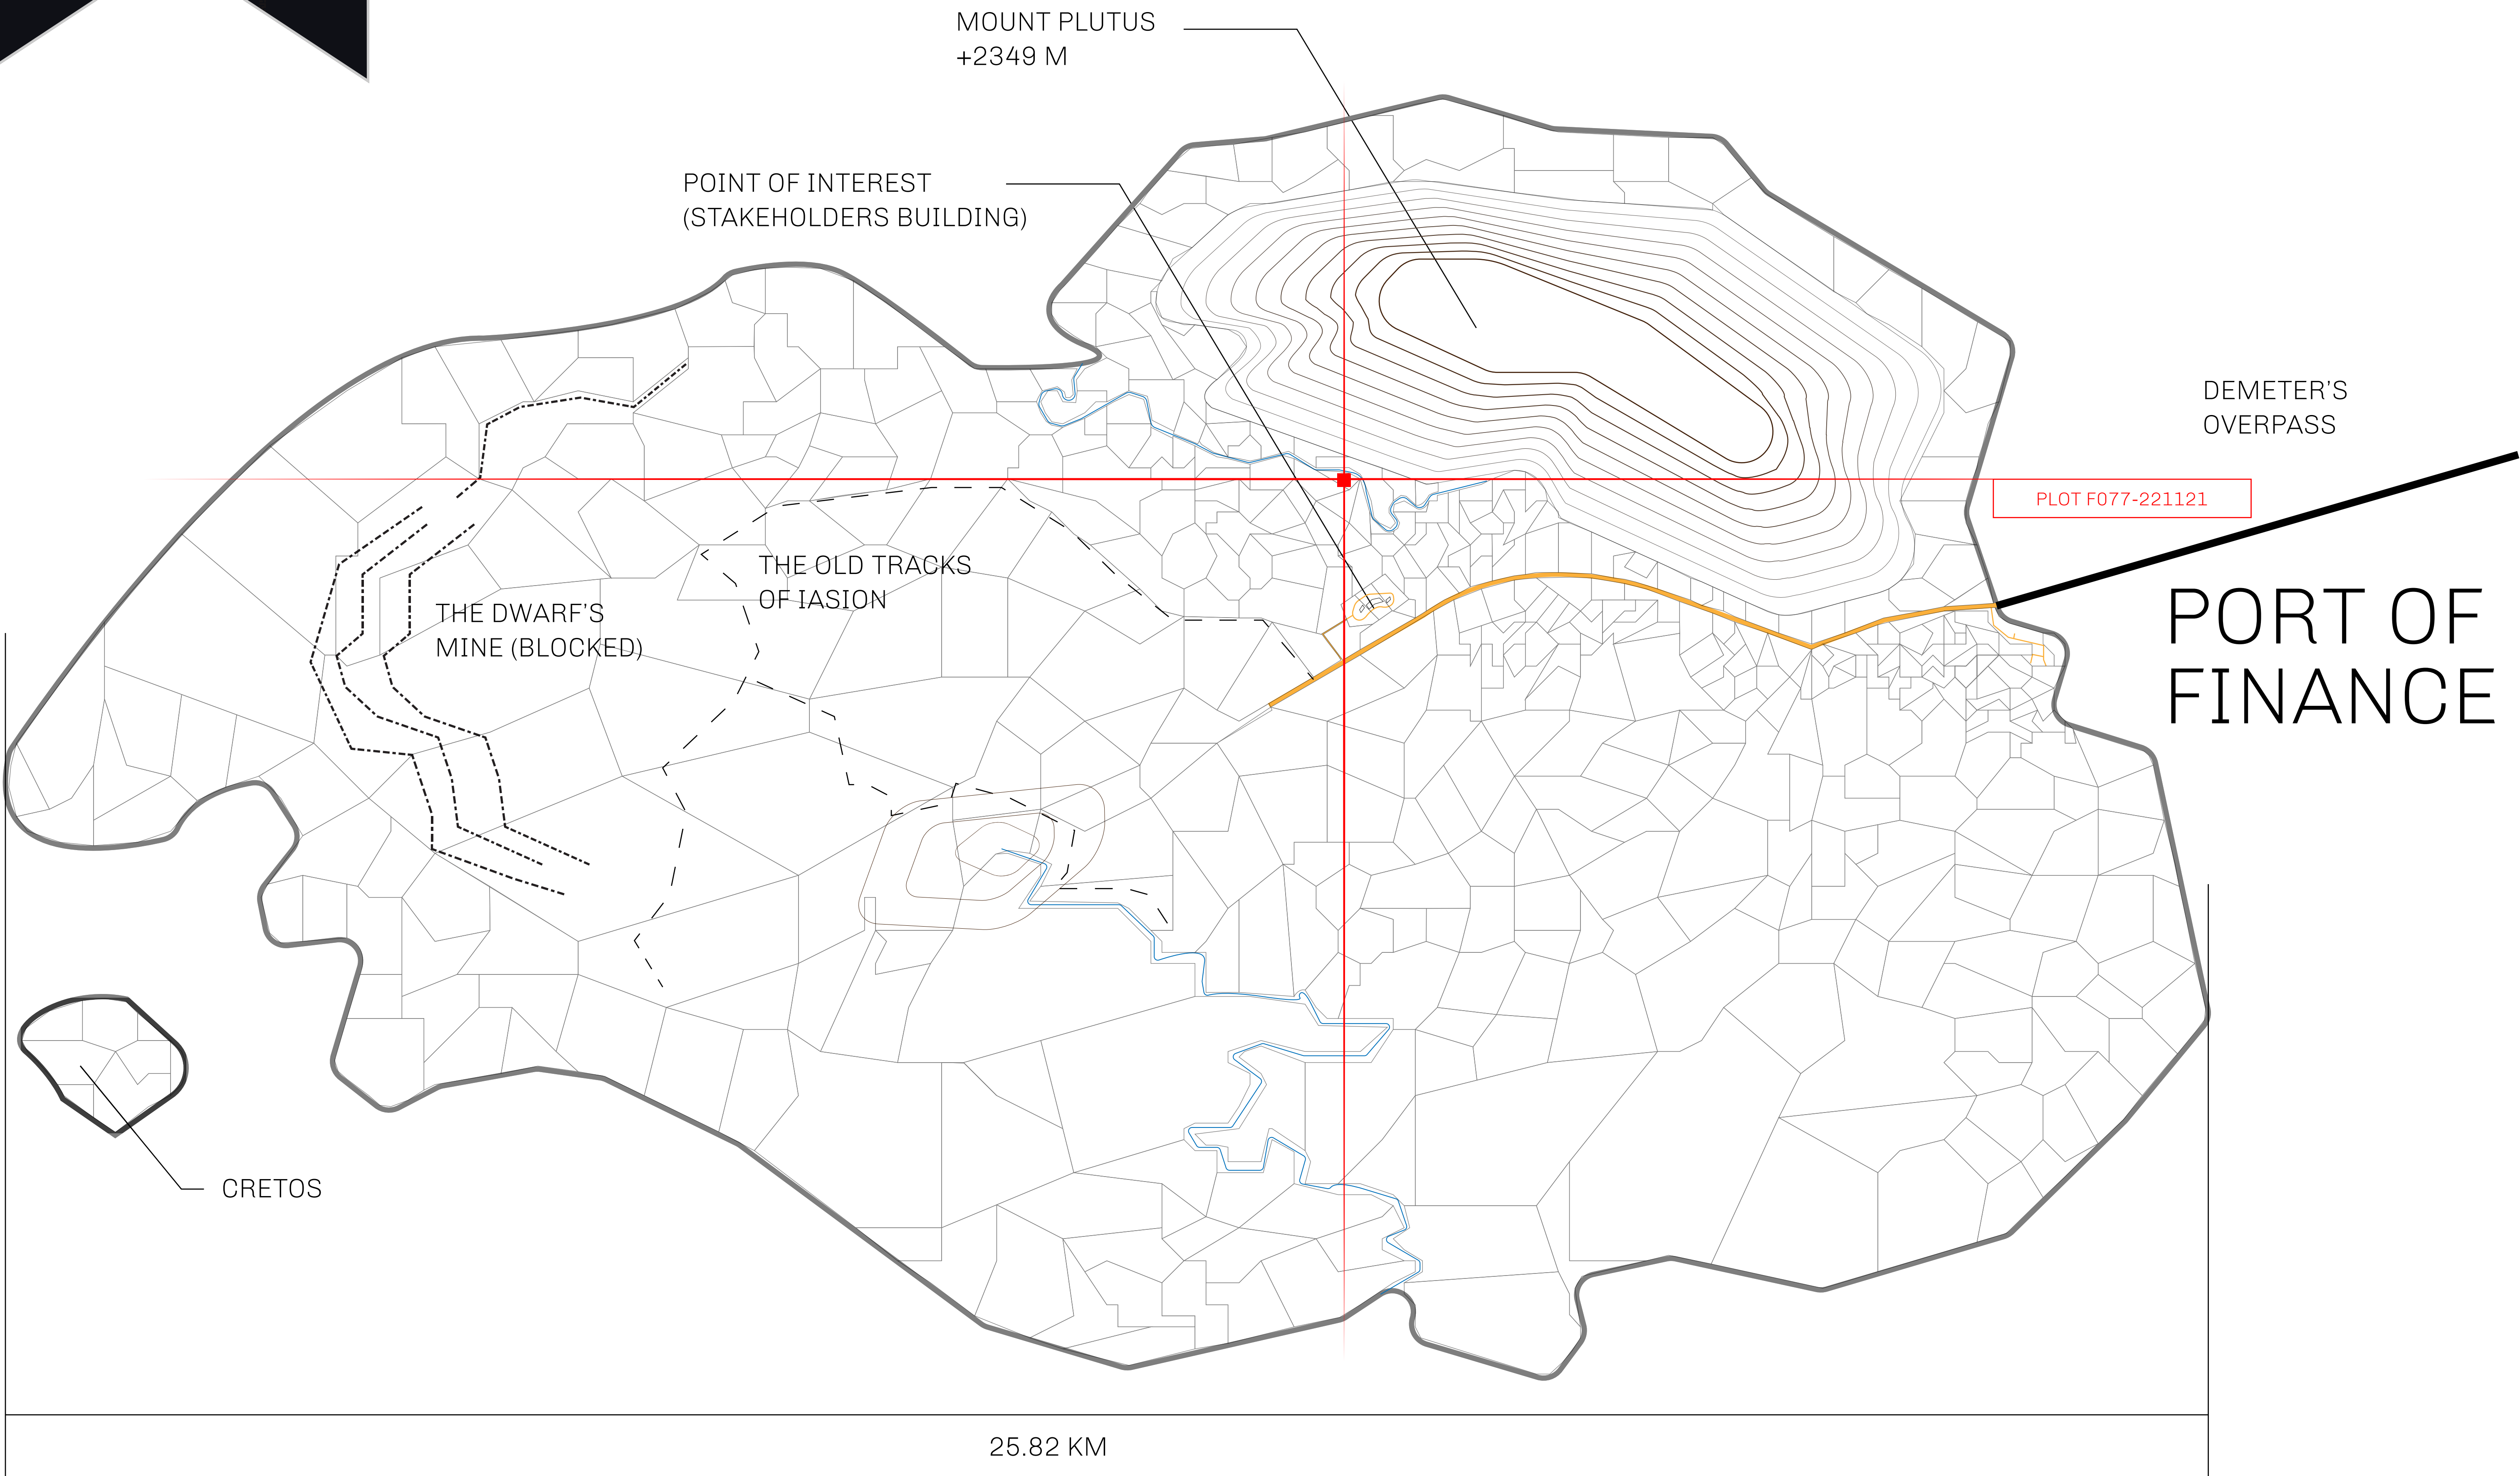 MOUNT PLUTUS
+2349 M
POINT OF INTEREST
(STAKEHOLDERS BUILDING)
DEMETER'S
OVERPASS
PLOT F077-221121
THE OLD TRACKS
OF IASION
THE DWARF'S
MINE (BLOCKED)
PORT OF
FINANCE
CRETOS
25.82 KM